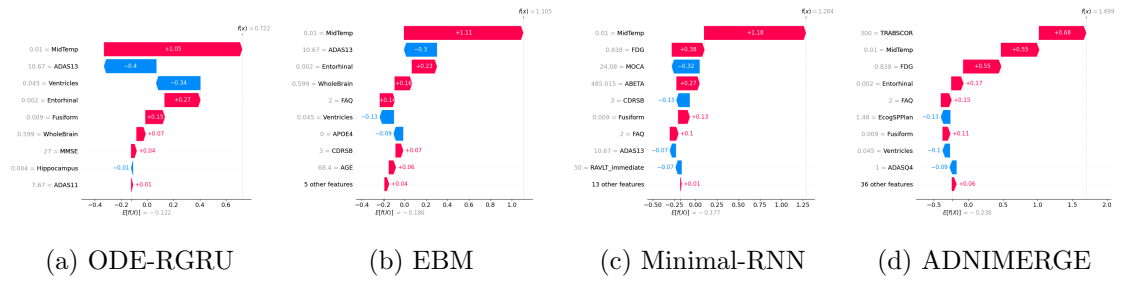 f(x) = 0.722
0.01 = MidTemp +1.05
10.67 = ADAS13 −0.4
0.045 = Ventricles −0.34
0.002 = Entorhinal +0.27
0.009 = Fusiform +0.15
0.599 = WholeBrain +0.07
27 = MMSE +0.04
0.004 = Hippocampus −0.01
7.67 = ADAS11 +0.01
−0.4 −0.2 0.0 0.2 0.4 0.6
E[f(X)] = −0.122
(a) ODE-RGRU
f(x) = 1.105
0.01 = MidTemp +1.11
10.67 = ADAS13 −0.3
0.002 = Entorhinal +0.23
0.599 = WholeBrain +0.16
2 = FAQ +0.14
0.045 = Ventricles −0.13
0 = APOE4 −0.09
3 = CDRSB +0.07
68.4 = AGE +0.06
5 other features +0.04
−0.2 0.0 0.2 0.4 0.6 0.8 1.0
E[f(X)] = −0.186
(b) EBM
f(x) = 1.284
0.01 = MidTemp +1.18
0.838 = FDG +0.38
24.08 = MOCA −0.32
485.015 = ABETA +0.27
3 = CDRSB −0.15
0.009 = Fusiform +0.13
2 = FAQ +0.1
10.67 = ADAS13 −0.07
50 = RAVLT_immediate −0.07
13 other features +0.01
−0.50 −0.25 0.00 0.25 0.50 0.75 1.00 1.25
E[f(X)] = −0.177
(c) Minimal-RNN
f(x) = 1.699
300 = TRABSCOR +0.68
0.01 = MidTemp +0.55
0.838 = FDG +0.55
0.002 = Entorhinal +0.17
2 = FAQ +0.15
1.48 = EcogSPPlan −0.13
0.009 = Fusiform +0.11
0.045 = Ventricles −0.1
1 = ADASQ4 −0.09
36 other features +0.06
−0.5 0.0 0.5 1.0 1.5 2.0
E[f(X)] = −0.238
(d) ADNIMERGE